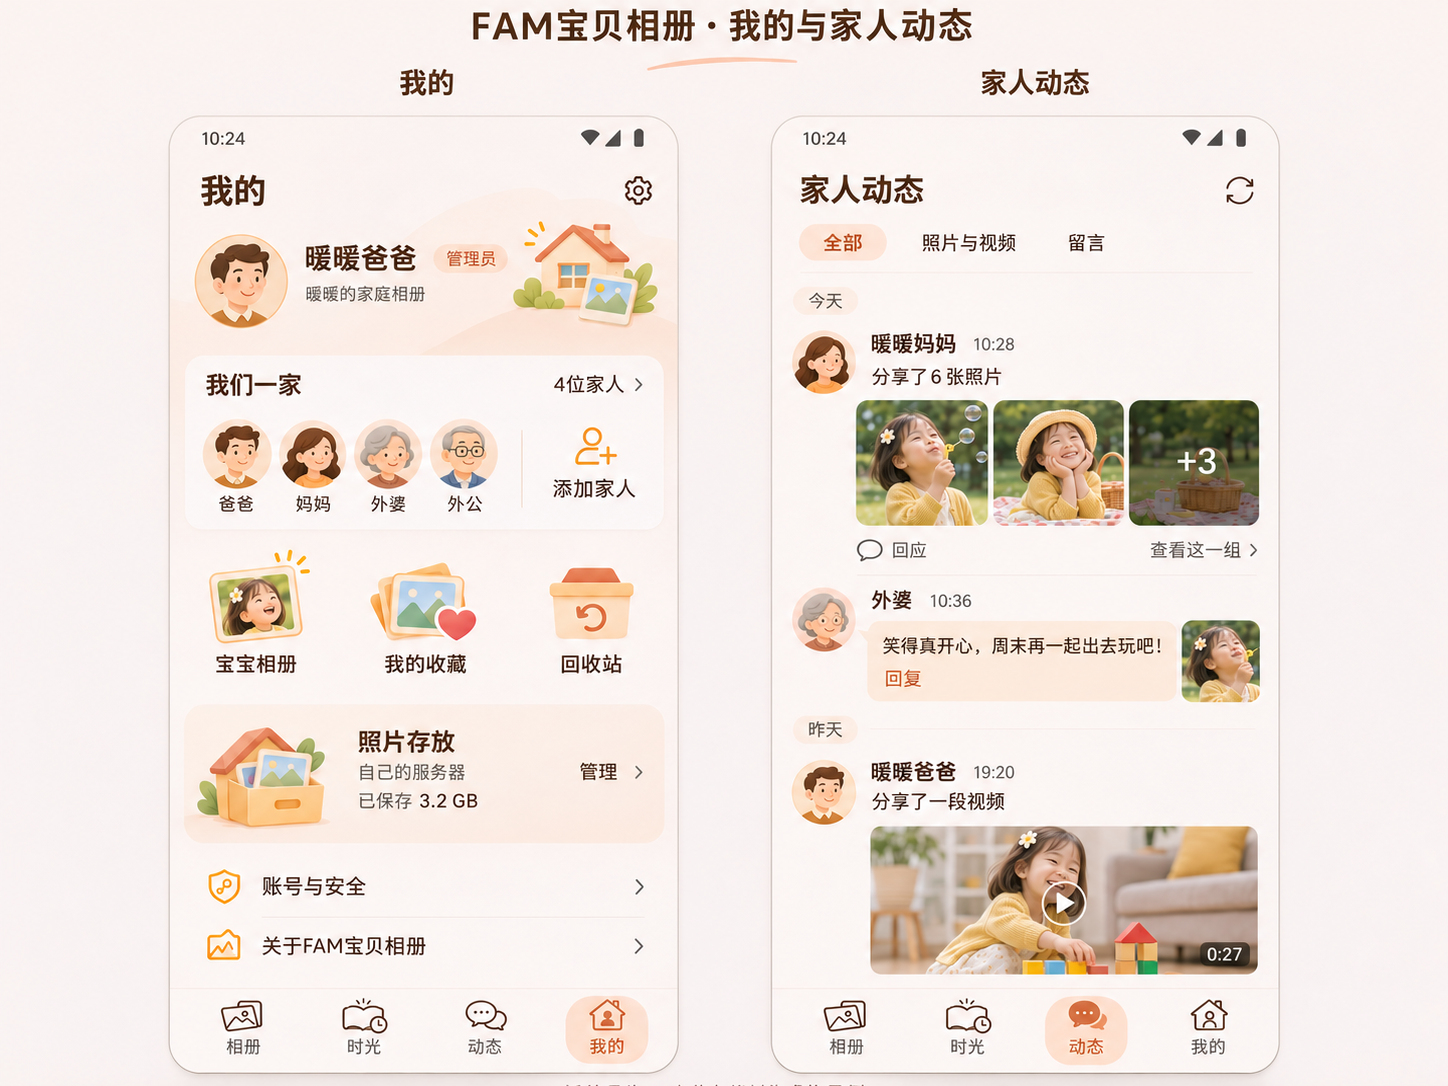 FAM宝贝相册·我的与家人动态
我的
10:24
我的
暖暖爸爸 管理员
暖暖的家庭相册
我们一家 4位家人
爸爸 妈妈 外婆 外公 添加家人
宝宝相册 我的收藏 回收站
照片存放
自己的服务器 管理
已保存 3.2 GB
账号与安全
关于FAM宝贝相册
相册 时光 动态 我的
家人动态
10:24
家人动态
全部 照片与视频 留言
今天
暖暖妈妈 10:28
分享了6张照片
+3
回应 查看这一组
外婆 10:36
笑得真开心，周末再一起出去玩吧！
回复
昨天
暖暖爸爸 19:20
分享了一段视频
0:27
相册 时光 动态 我的